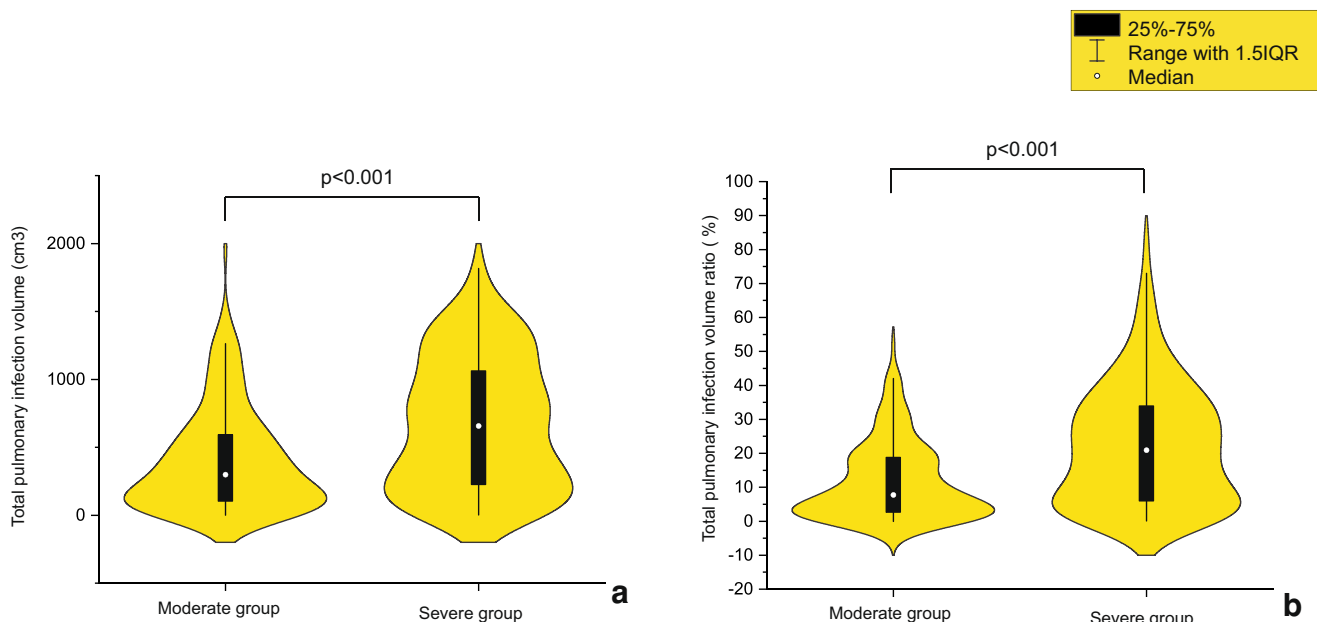 25%-75%
Range with 1.5IQR
Median
p<0.001
Total pulmonary infection volume (cm3)
2000
1000
0
Moderate group
Severe group
a
p<0.001
Total pulmonary infection volume ratio ( %)
100
90
80
70
60
50
40
30
20
10
0
-10
-20
Moderate group
Severe group
b